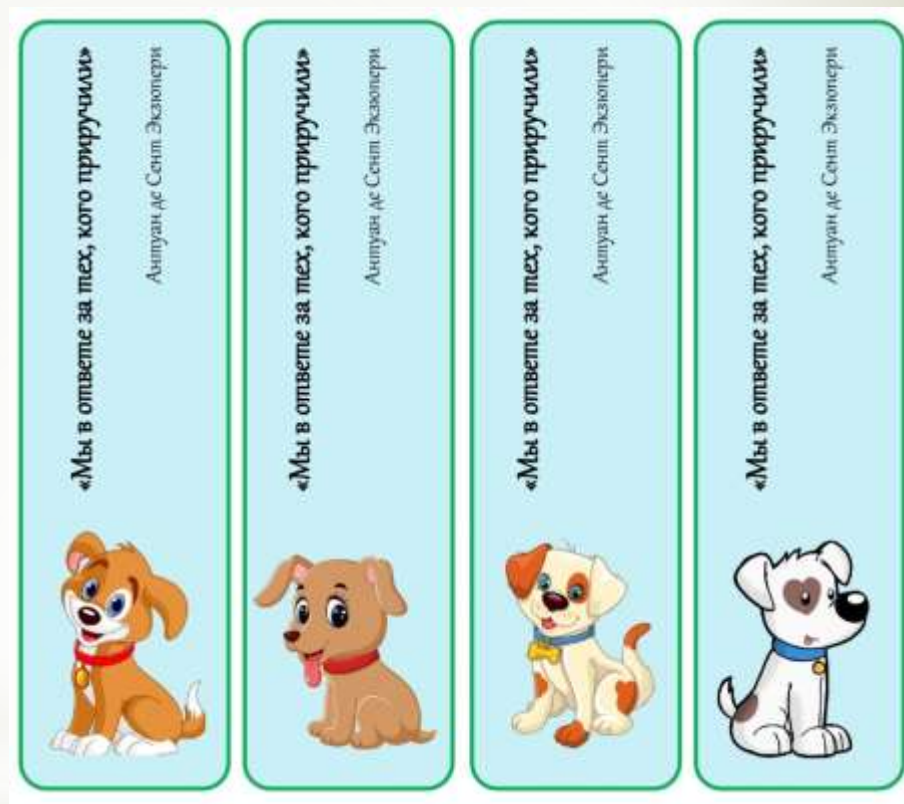 «Мы в ответе за тех, кого приручили»
Антуан де Сент Экзюпери
«Мы в ответе за тех, кого приручили»
Антуан де Сент Экзюпери
«Мы в ответе за тех, кого приручили»
Антуан де Сент Экзюпери
«Мы в ответе за тех, кого приручили»
Антуан де Сент Экзюпери